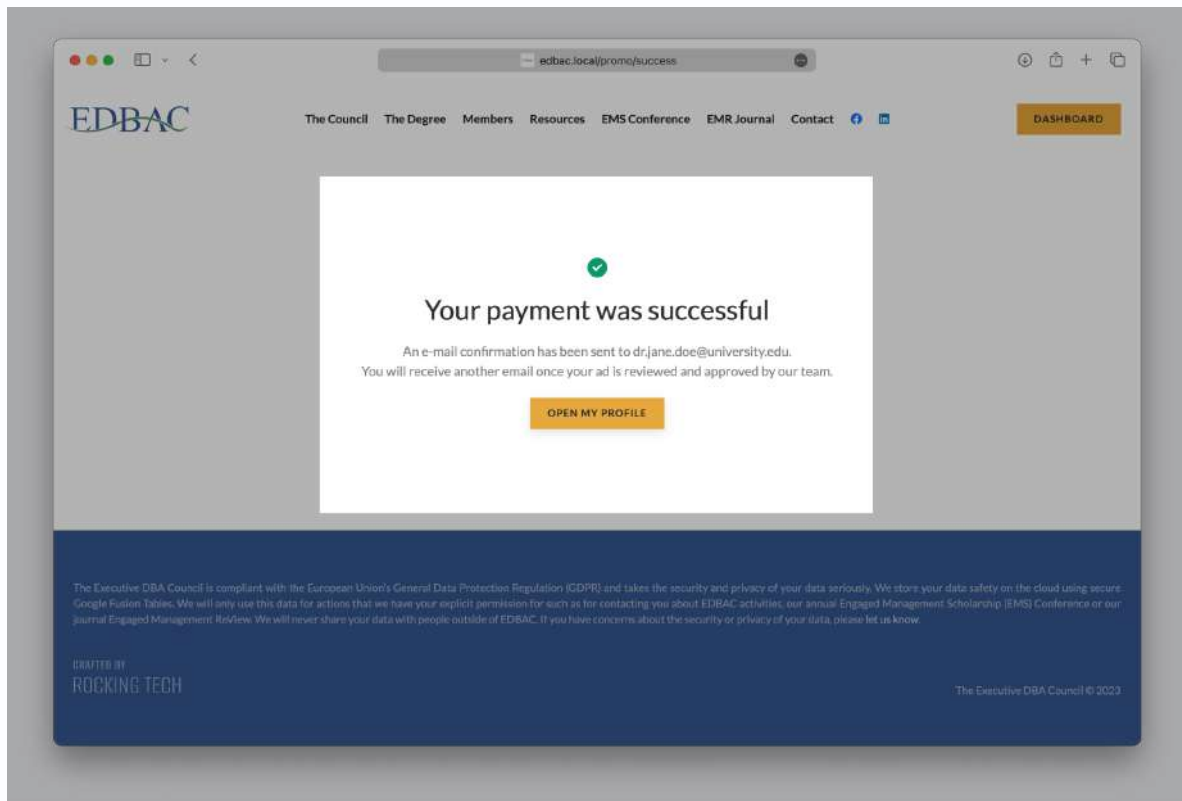 edbac.local/promo/success
EDBAC
The Council The Degree Members Resources EMS Conference EMR Journal Contact
DASHBOARD
Your payment was successful
An e-mail confirmation has been sent to dr.jane.doe@university.edu.
You will receive another email once your ad is reviewed and approved by our team.
OPEN MY PROFILE
The Executive DBA Council is compliant with the European Union's General Data Protection Regulation (GDPR) and takes the security and privacy of your data seriously. We store your data safety on the cloud using secure
Google Fusion Tables. We will only use this data for actions that we have your explicit permission for such as for contacting you about EDBAC activities, our annual Engaged Management Scholarship (EMS) Conference or our
journal Engaged Management ReView. We will never share your data with people outside of EDBAC. If you have concerns about the security or privacy of your data, please let us know.
CRAFTED BY
ROCKING TECH
The Executive DBA Council © 2023